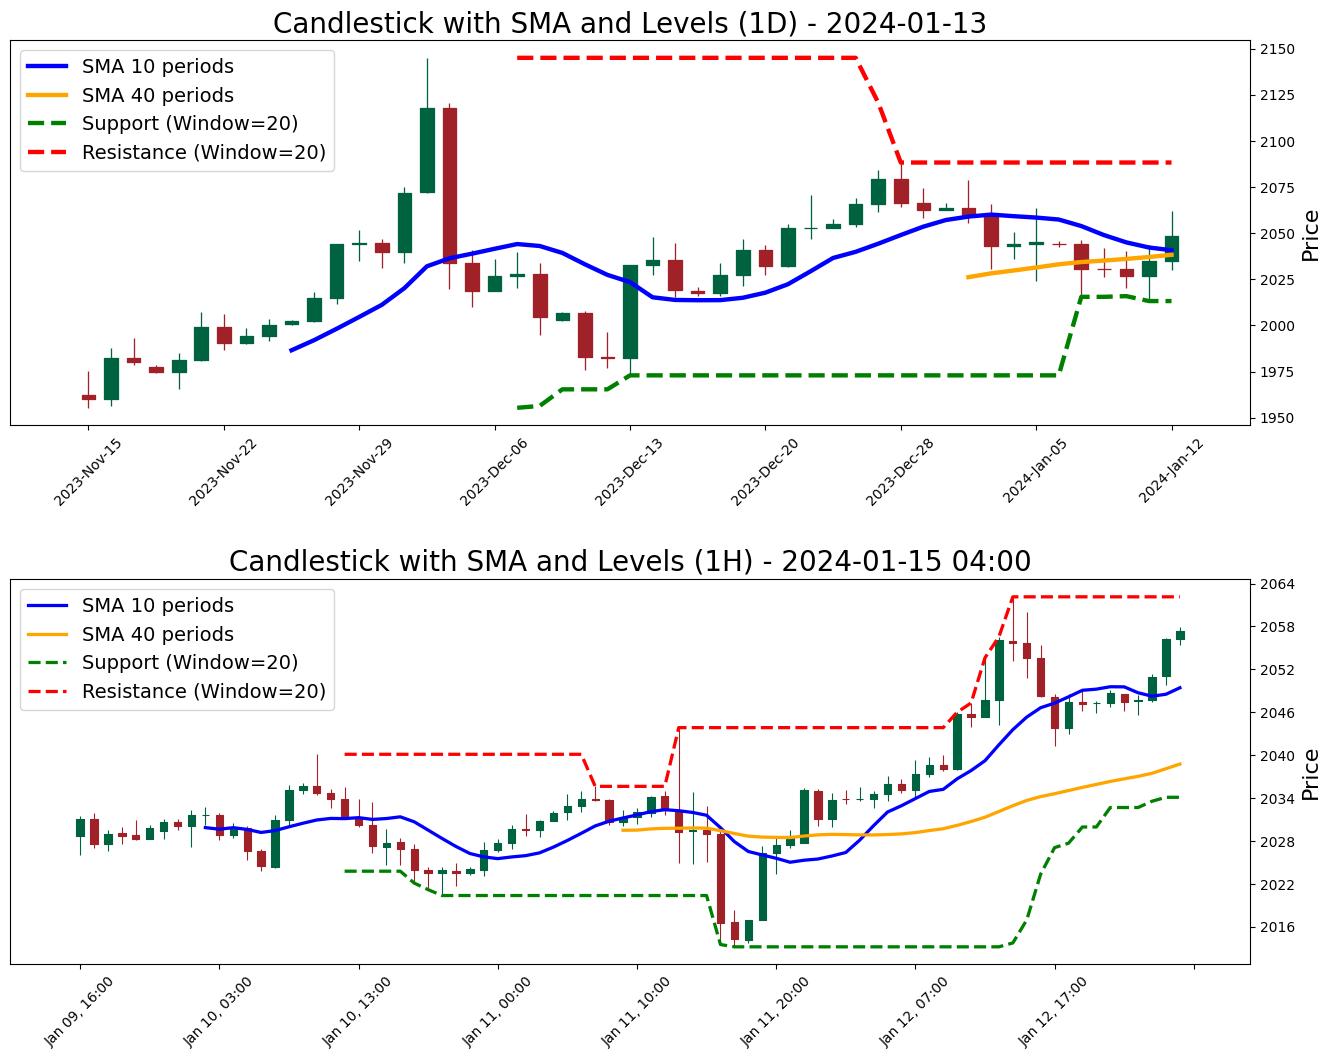 Candlestick with SMA and Levels (1D) - 2024-01-13
SMA 10 periods
SMA 40 periods
Support (Window=20)
Resistance (Window=20)
2150
2125
2100
2075
2050
2025
2000
1975
1950
Price
2023-Nov-15
2023-Nov-22
2023-Nov-29
2023-Dec-06
2023-Dec-13
2023-Dec-20
2023-Dec-28
2024-Jan-05
2024-Jan-12
Candlestick with SMA and Levels (1H) - 2024-01-15 04:00
SMA 10 periods
SMA 40 periods
Support (Window=20)
Resistance (Window=20)
2064
2058
2052
2046
2040
2034
2028
2022
2016
Price
Jan 09, 16:00
Jan 10, 03:00
Jan 10, 13:00
Jan 11, 00:00
Jan 11, 10:00
Jan 11, 20:00
Jan 12, 07:00
Jan 12, 17:00